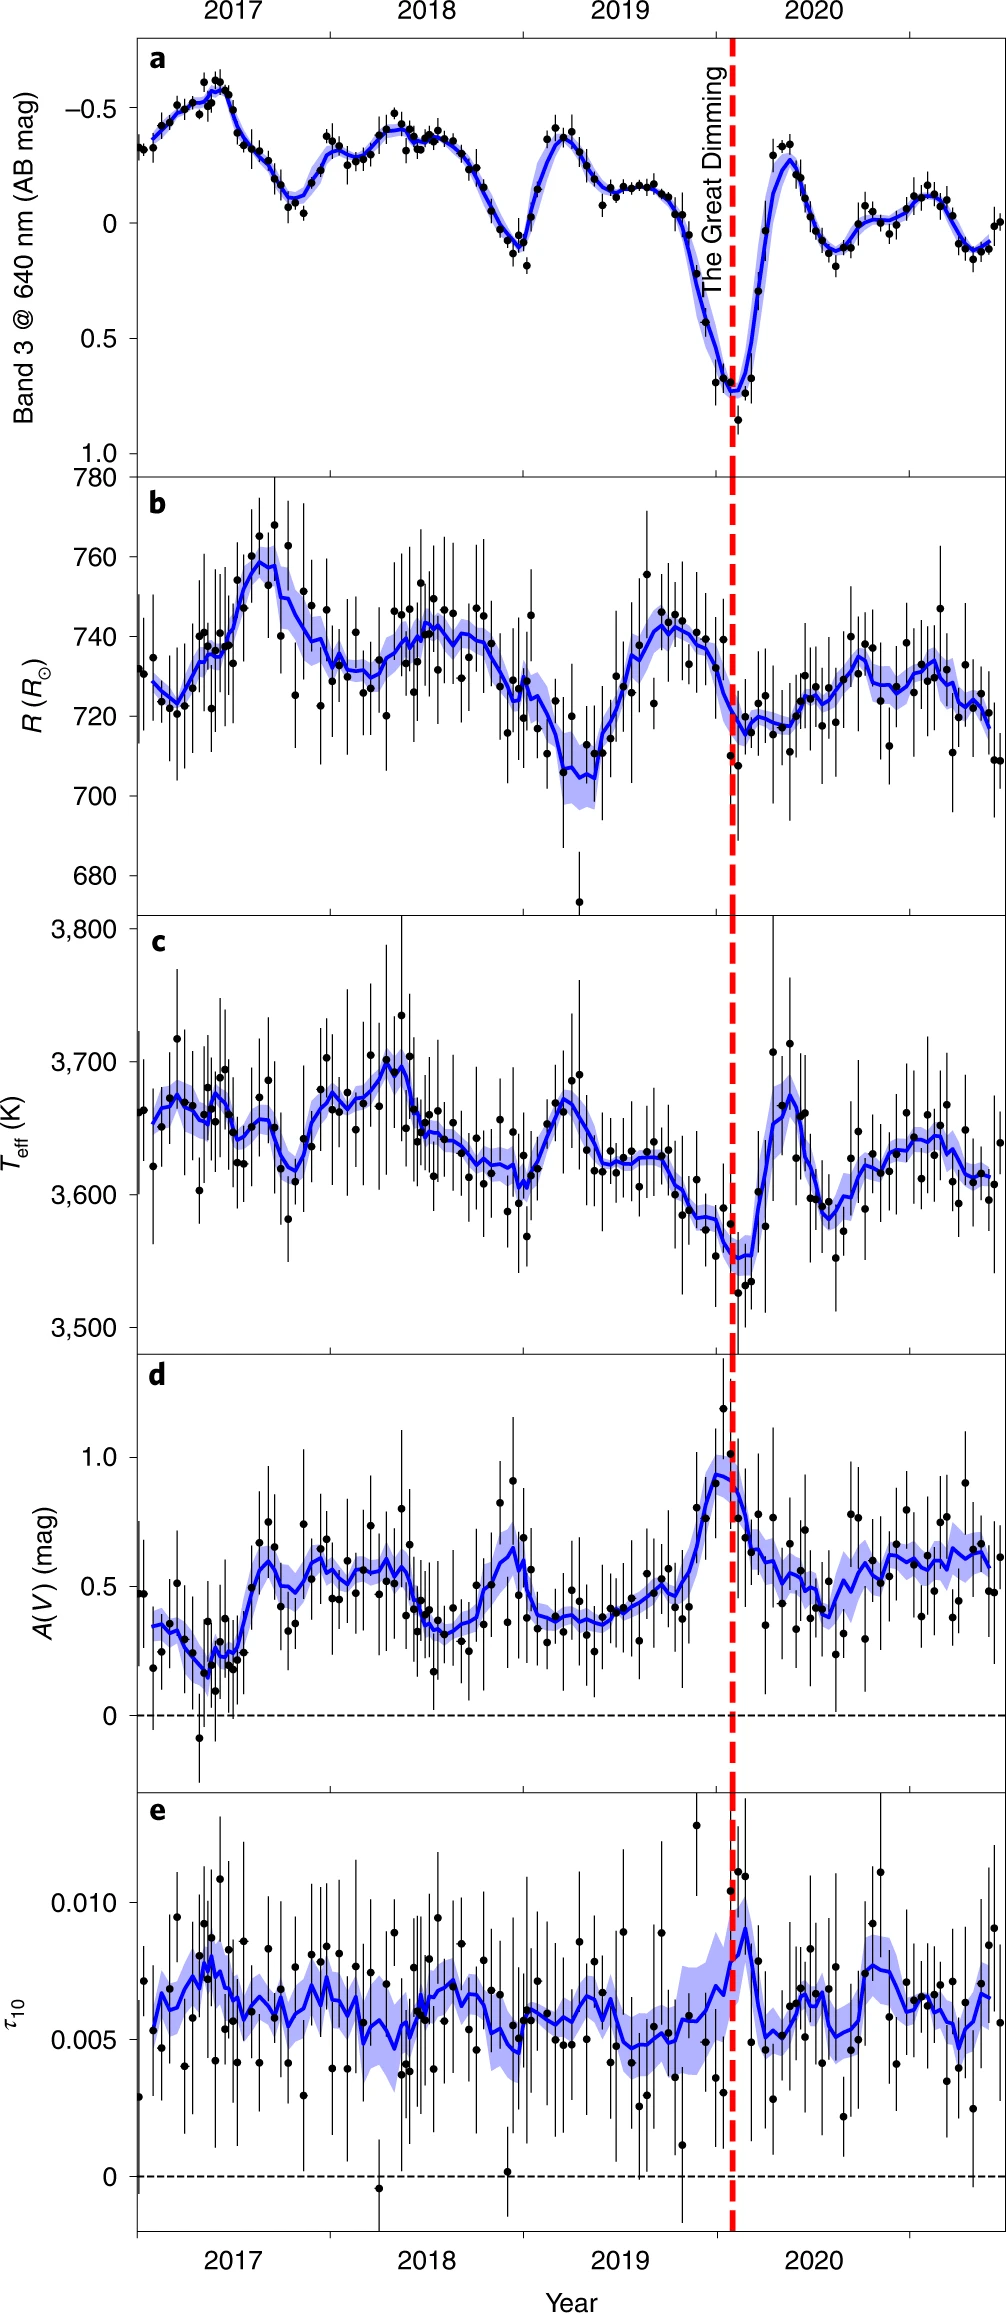 2017 2018 2019 2020
a
Band 3 @ 640 nm (AB mag)
–0.5
0
0.5
1.0
The Great Dimming
b
R (R☉)
780
760
740
720
700
680
c
Teff (K)
3,800
3,700
3,600
3,500
d
A(V) (mag)
1.0
0.5
0
e
τ10
0.010
0.005
0
2017 2018 2019 2020
Year